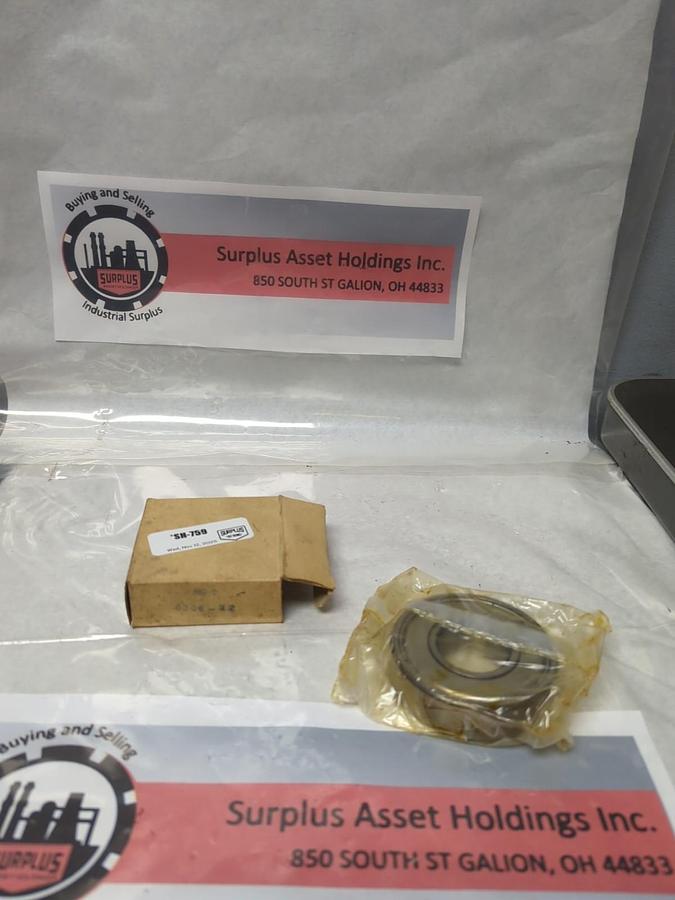 Buying and Selling
SURPLUS
Industrial Surplus
Surplus Asset Holdings Inc.
850 SOUTH ST GALION, OH 44833
*SH-759
SURPLUS
Buying and Selling
SURPLUS
Surplus Asset Holdings Inc.
850 SOUTH ST GALION, OH 44833